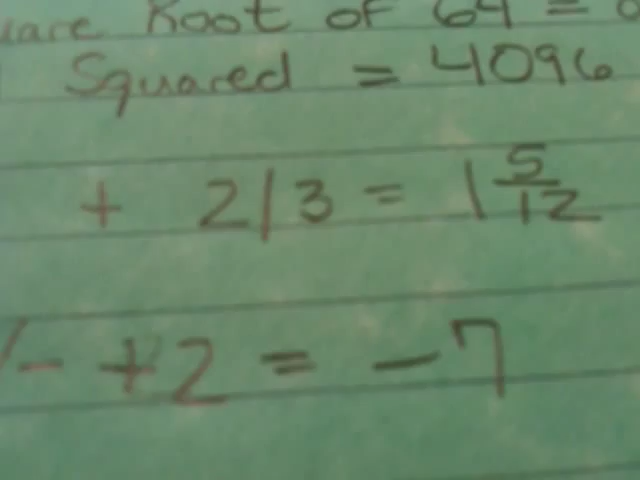 Root of 64 =
Squared = 4096
+ 2/3 = 1 5/12
- +2 = -7